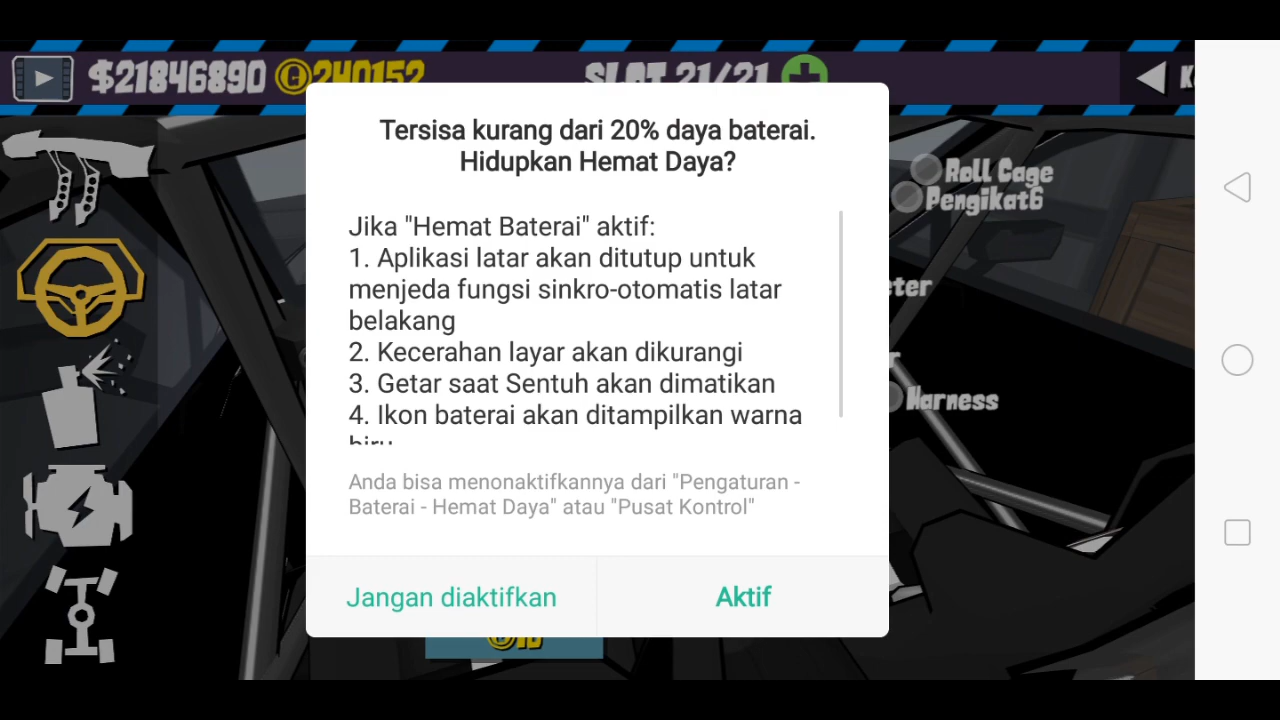 $21846890 240152 SLOT 21/21
Tersisa kurang dari 20% daya baterai.
Hidupkan Hemat Daya?
Jika "Hemat Baterai" aktif:
1. Aplikasi latar akan ditutup untuk
menjeda fungsi sinkro-otomatis latar
belakang
2. Kecerahan layar akan dikurangi
3. Getar saat Sentuh akan dimatikan
4. Ikon baterai akan ditampilkan warna
biru
Anda bisa menonaktifkannya dari "Pengaturan -
Baterai - Hemat Daya" atau "Pusat Kontrol"
Jangan diaktifkan
Aktif
Roll Cage
Pengikat6
Harness